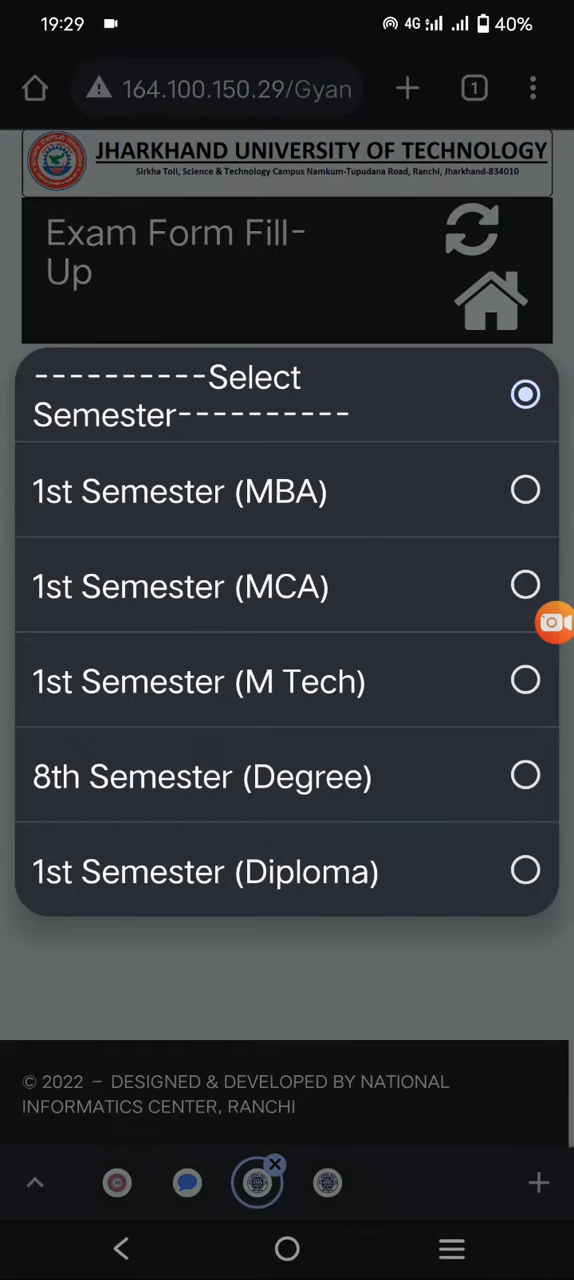 19:29
4G
40%
164.100.150.29/Gyan
1
JHARKHAND UNIVERSITY OF TECHNOLOGY
Sirkha Toli, Science & Technology Campus Namkum-Tupudana Road, Ranchi, Jharkhand-834010
Exam Form Fill-
Up
----------Select
Semester----------
1st Semester (MBA)
1st Semester (MCA)
1st Semester (M Tech)
8th Semester (Degree)
1st Semester (Diploma)
© 2022 - DESIGNED & DEVELOPED BY NATIONAL
INFORMATICS CENTER, RANCHI